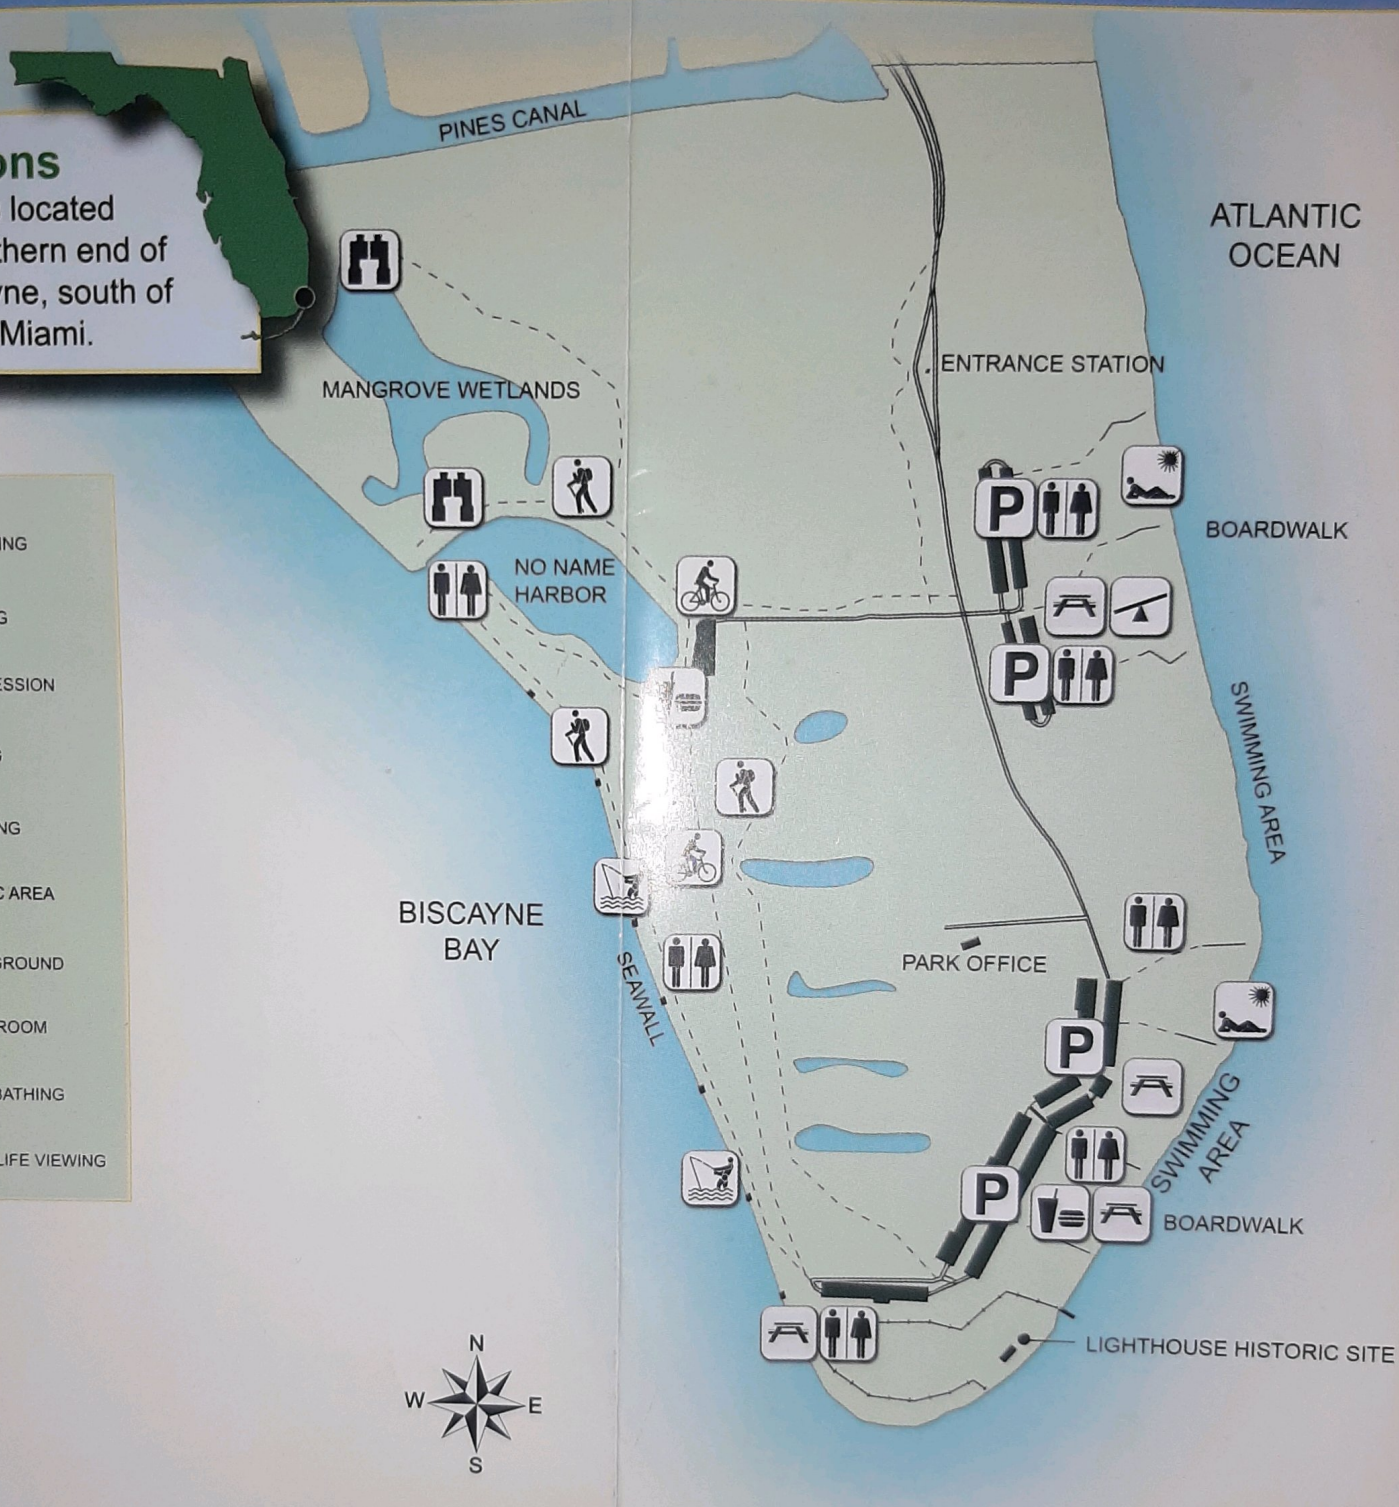 PINES CANAL
ons
located
thern end of
ne, south of
Miami.
ATLANTIC
OCEAN
ENTRANCE STATION
MANGROVE WETLANDS
BOARDWALK
NO NAME
HARBOR
P
P
SWIMMING AREA
BISCAYNE
BAY
SEAWALL
PARK OFFICE
P
P
SWIMMING
AREA
BOARDWALK
LIGHTHOUSE HISTORIC SITE
ING
G
ESSION
NG
C AREA
GROUND
ROOM
BATHING
LIFE VIEWING
N
W
E
S